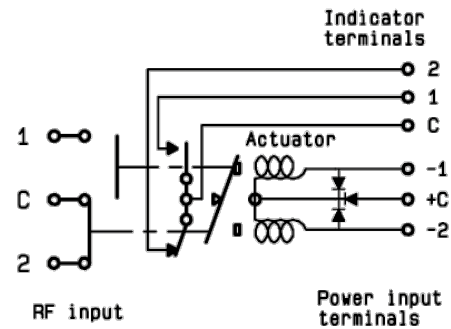 Indicator
terminals
2
1
C
Actuator
1
-1
C
+C
2
-2
RF input
Power input
terminals